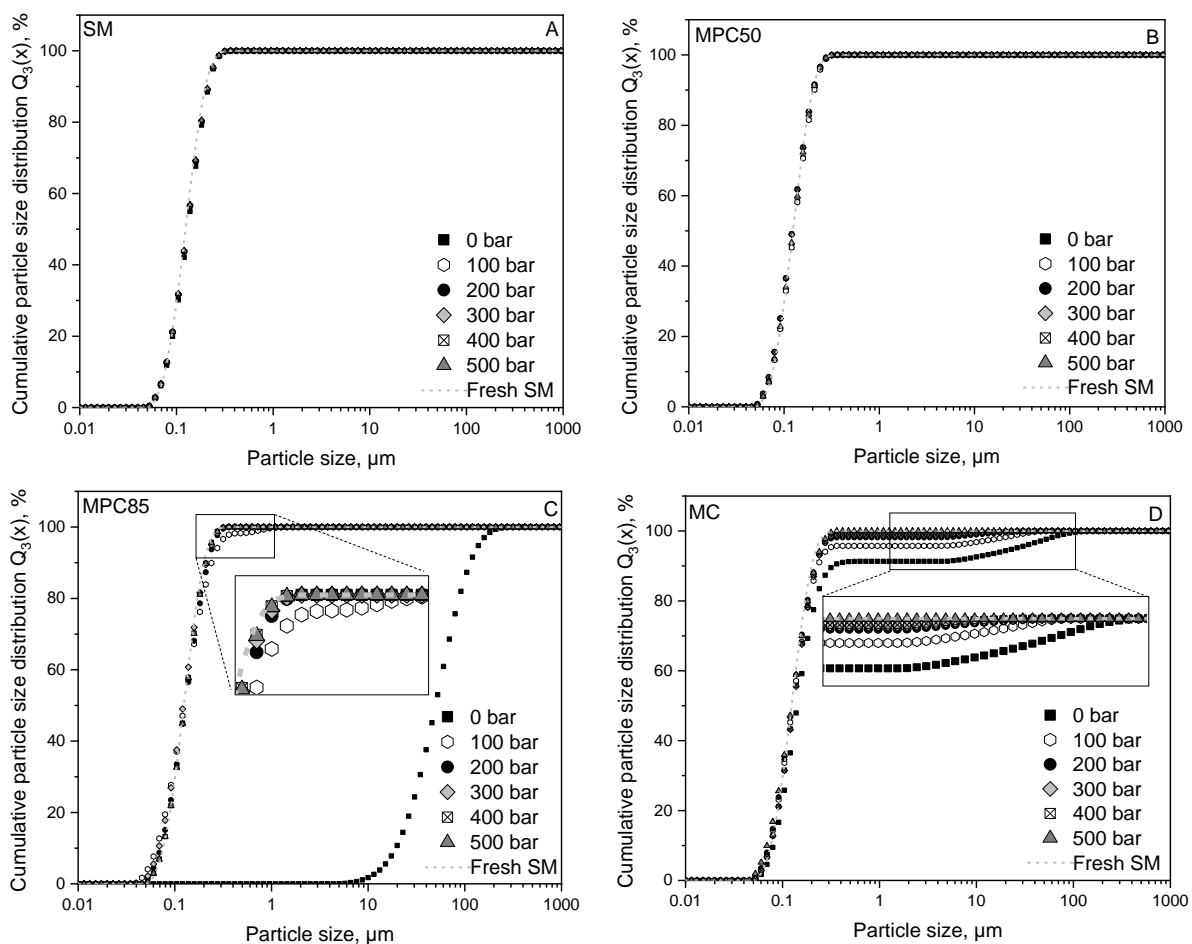 SM
A
Cumulative particle size distribution Q₃(x), %
100
80
60
40
20
0
0 bar
100 bar
200 bar
300 bar
400 bar
500 bar
Fresh SM
0.01 0.1 1 10 100 1000
Particle size, µm
MPC50
B
Cumulative particle size distribution Q₃(x), %
100
80
60
40
20
0
0 bar
100 bar
200 bar
300 bar
400 bar
500 bar
Fresh SM
0.01 0.1 1 10 100 1000
Particle size, µm
MPC85
C
Cumulative particle size distribution Q₃(x), %
100
80
60
40
20
0
0 bar
100 bar
200 bar
300 bar
400 bar
500 bar
Fresh SM
0.01 0.1 1 10 100 1000
Particle size, µm
MC
D
Cumulative particle size distribution Q₃(x), %
100
80
60
40
20
0
0 bar
100 bar
200 bar
300 bar
400 bar
500 bar
Fresh SM
0.01 0.1 1 10 100 1000
Particle size, µm